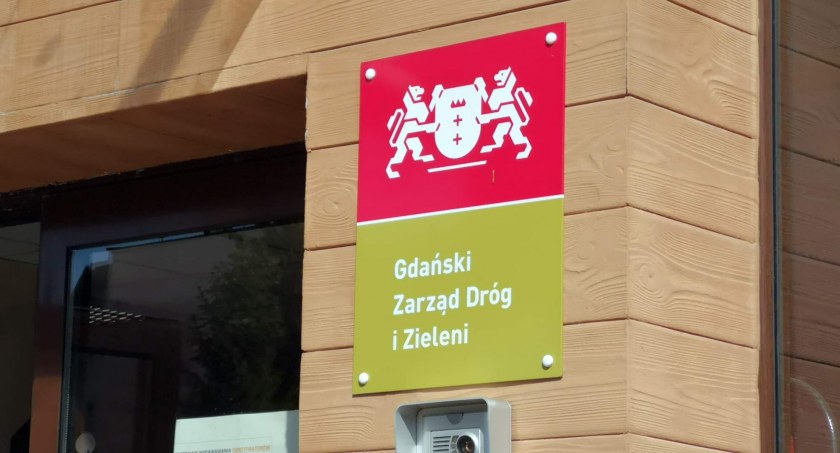 Gdański
Zarząd Dróg
i Zieleni